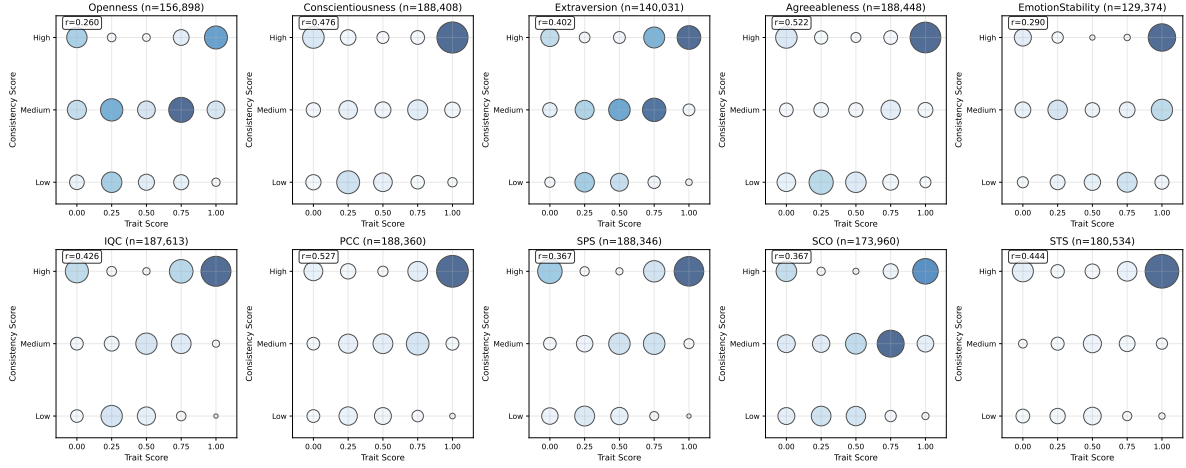 Openness (n=156,898)
r=0.260
High
Medium
Low
Consistency Score
0.00 0.25 0.50 0.75 1.00
Trait Score
Conscientiousness (n=188,408)
r=0.476
High
Medium
Low
Consistency Score
0.00 0.25 0.50 0.75 1.00
Trait Score
Extraversion (n=140,031)
r=0.402
High
Medium
Low
Consistency Score
0.00 0.25 0.50 0.75 1.00
Trait Score
Agreeableness (n=188,448)
r=0.522
High
Medium
Low
Consistency Score
0.00 0.25 0.50 0.75 1.00
Trait Score
EmotionStability (n=129,374)
r=0.290
High
Medium
Low
Consistency Score
0.00 0.25 0.50 0.75 1.00
Trait Score
IQC (n=187,613)
r=0.426
High
Medium
Low
Consistency Score
0.00 0.25 0.50 0.75 1.00
Trait Score
PCC (n=188,360)
r=0.527
High
Medium
Low
Consistency Score
0.00 0.25 0.50 0.75 1.00
Trait Score
SPS (n=188,346)
r=0.367
High
Medium
Low
Consistency Score
0.00 0.25 0.50 0.75 1.00
Trait Score
SCO (n=173,960)
r=0.367
High
Medium
Low
Consistency Score
0.00 0.25 0.50 0.75 1.00
Trait Score
STS (n=180,534)
r=0.444
High
Medium
Low
Consistency Score
0.00 0.25 0.50 0.75 1.00
Trait Score